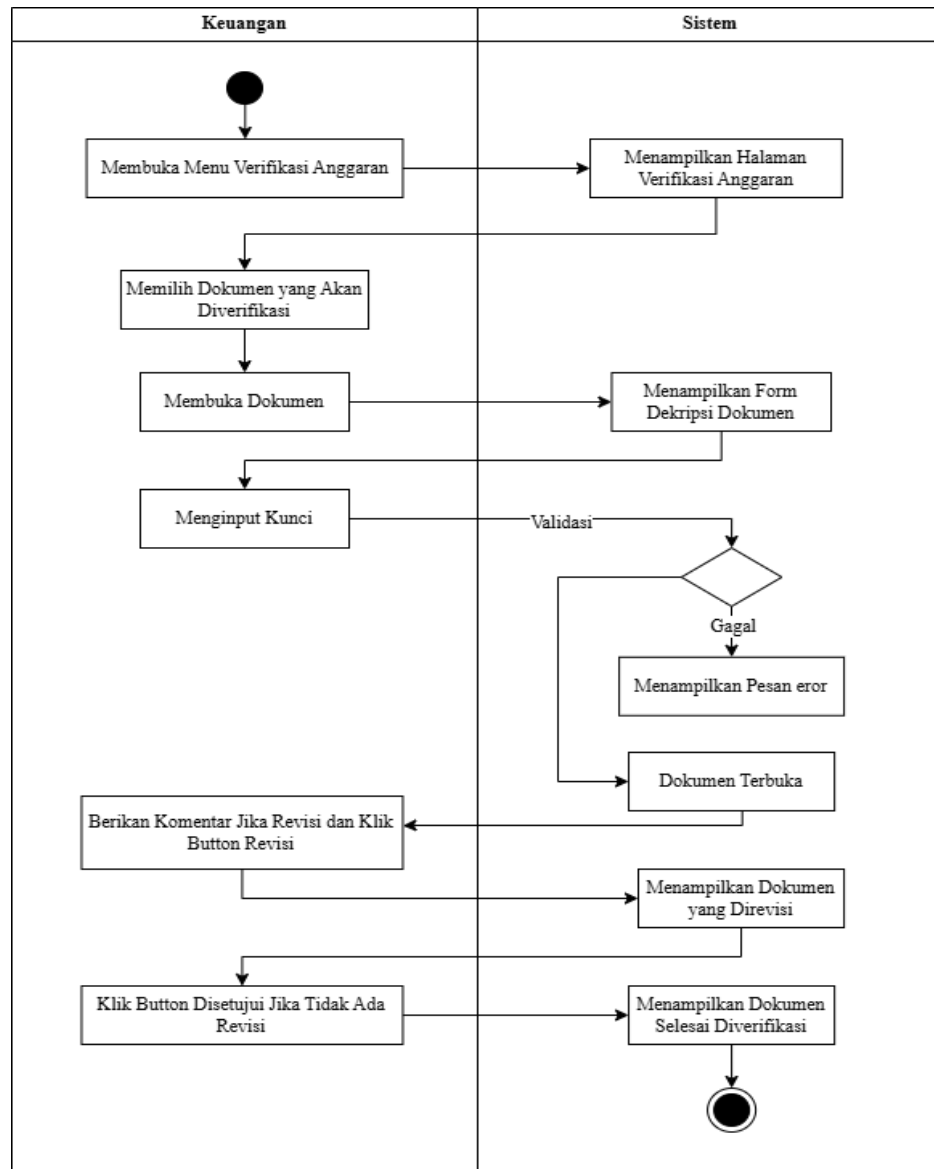 Keuangan
Sistem
Membuka Menu Verifikasi Anggaran
Menampilkan Halaman
Verifikasi Anggaran
Memilih Dokumen yang Akan
Diverifikasi
Membuka Dokumen
Menampilkan Form
Dekripsi Dokumen
Menginput Kunci
Validasi
Gagal
Menampilkan Pesan eror
Dokumen Terbuka
Berikan Komentar Jika Revisi dan Klik
Button Revisi
Menampilkan Dokumen
yang Direvisi
Klik Button Disetujui Jika Tidak Ada
Revisi
Menampilkan Dokumen
Selesai Diverifikasi